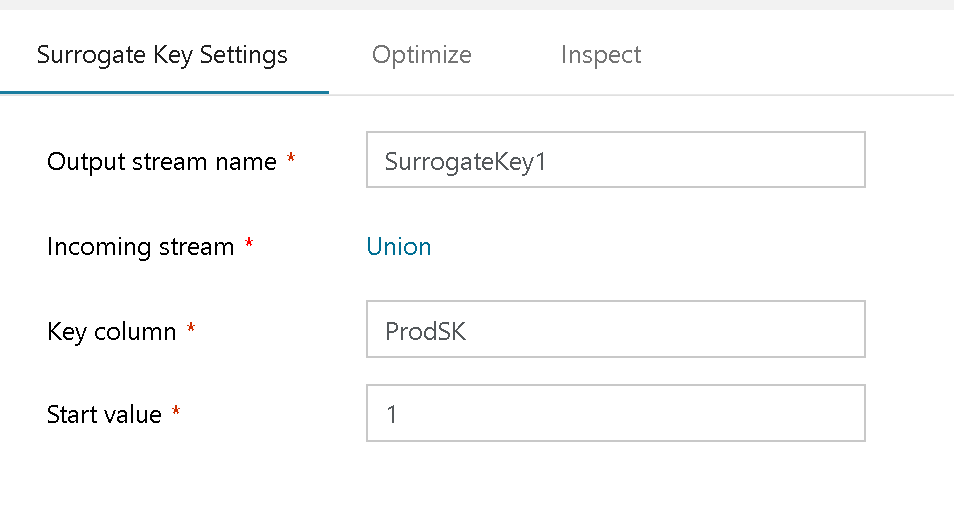 Surrogate Key Settings Optimize Inspect
Output stream name * SurrogateKey1
Incoming stream * Union
Key column * ProdSK
Start value * 1